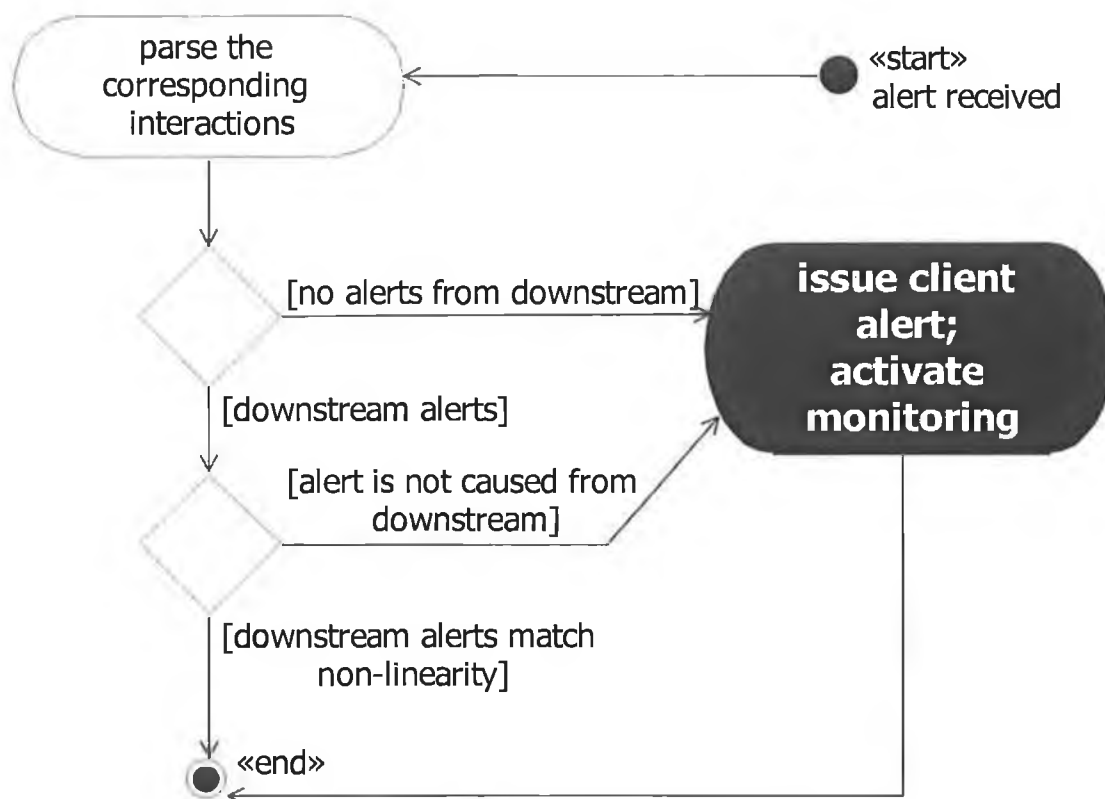 parse the
corresponding
interactions
«start»
alert received
[no alerts from downstream]
issue client
alert;
activate
monitoring
[downstream alerts]
[alert is not caused from
downstream]
[downstream alerts match
non-linearity]
«end»